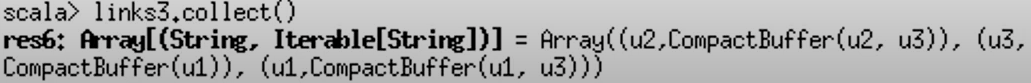 scala> links3.collect()
res6: Array[(String, Iterable[String])] = Array((u2,CompactBuffer(u2, u3)), (u3,
CompactBuffer(u1)), (u1,CompactBuffer(u1, u3)))